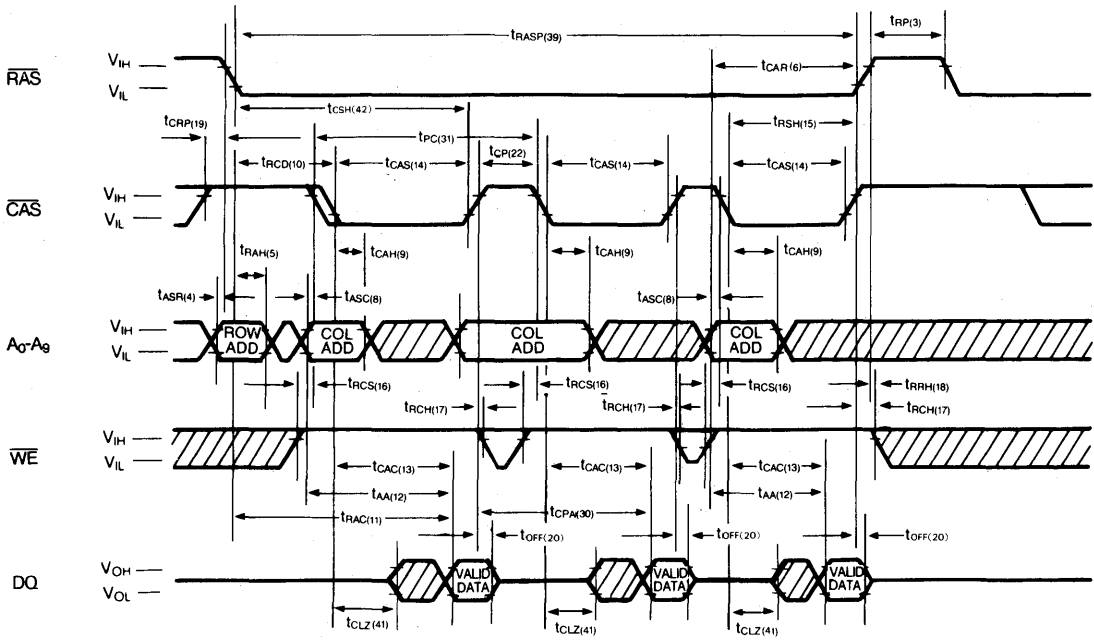 tRASP(39)
tRP(3)
RAS
VIH
VIL
tCAR(6)
tCSH(42)
tCRP(19)
tPC(31)
tRSH(15)
tRCD(10)
tCAS(14)
tCP(22)
tCAS(14)
tCAS(14)
CAS
VIH
VIL
tRAH(5)
tCAH(9)
tCAH(9)
tCAH(9)
tASR(4)
tASC(8)
tASC(8)
A0-A9
VIH
VIL
ROW ADD
COL ADD
COL ADD
COL ADD
tRCS(16)
tRCS(16)
tRCS(16)
tRRH(18)
tRCH(17)
tRCH(17)
tRCH(17)
WE
VIH
VIL
tCAC(13)
tCAC(13)
tCAC(13)
tAA(12)
tAA(12)
tRAC(11)
tCPA(30)
tOFF(20)
tOFF(20)
tOFF(20)
DQ
VOH
VOL
VALID DATA
VALID DATA
VALID DATA
tCLZ(41)
tCLZ(41)
tCLZ(41)